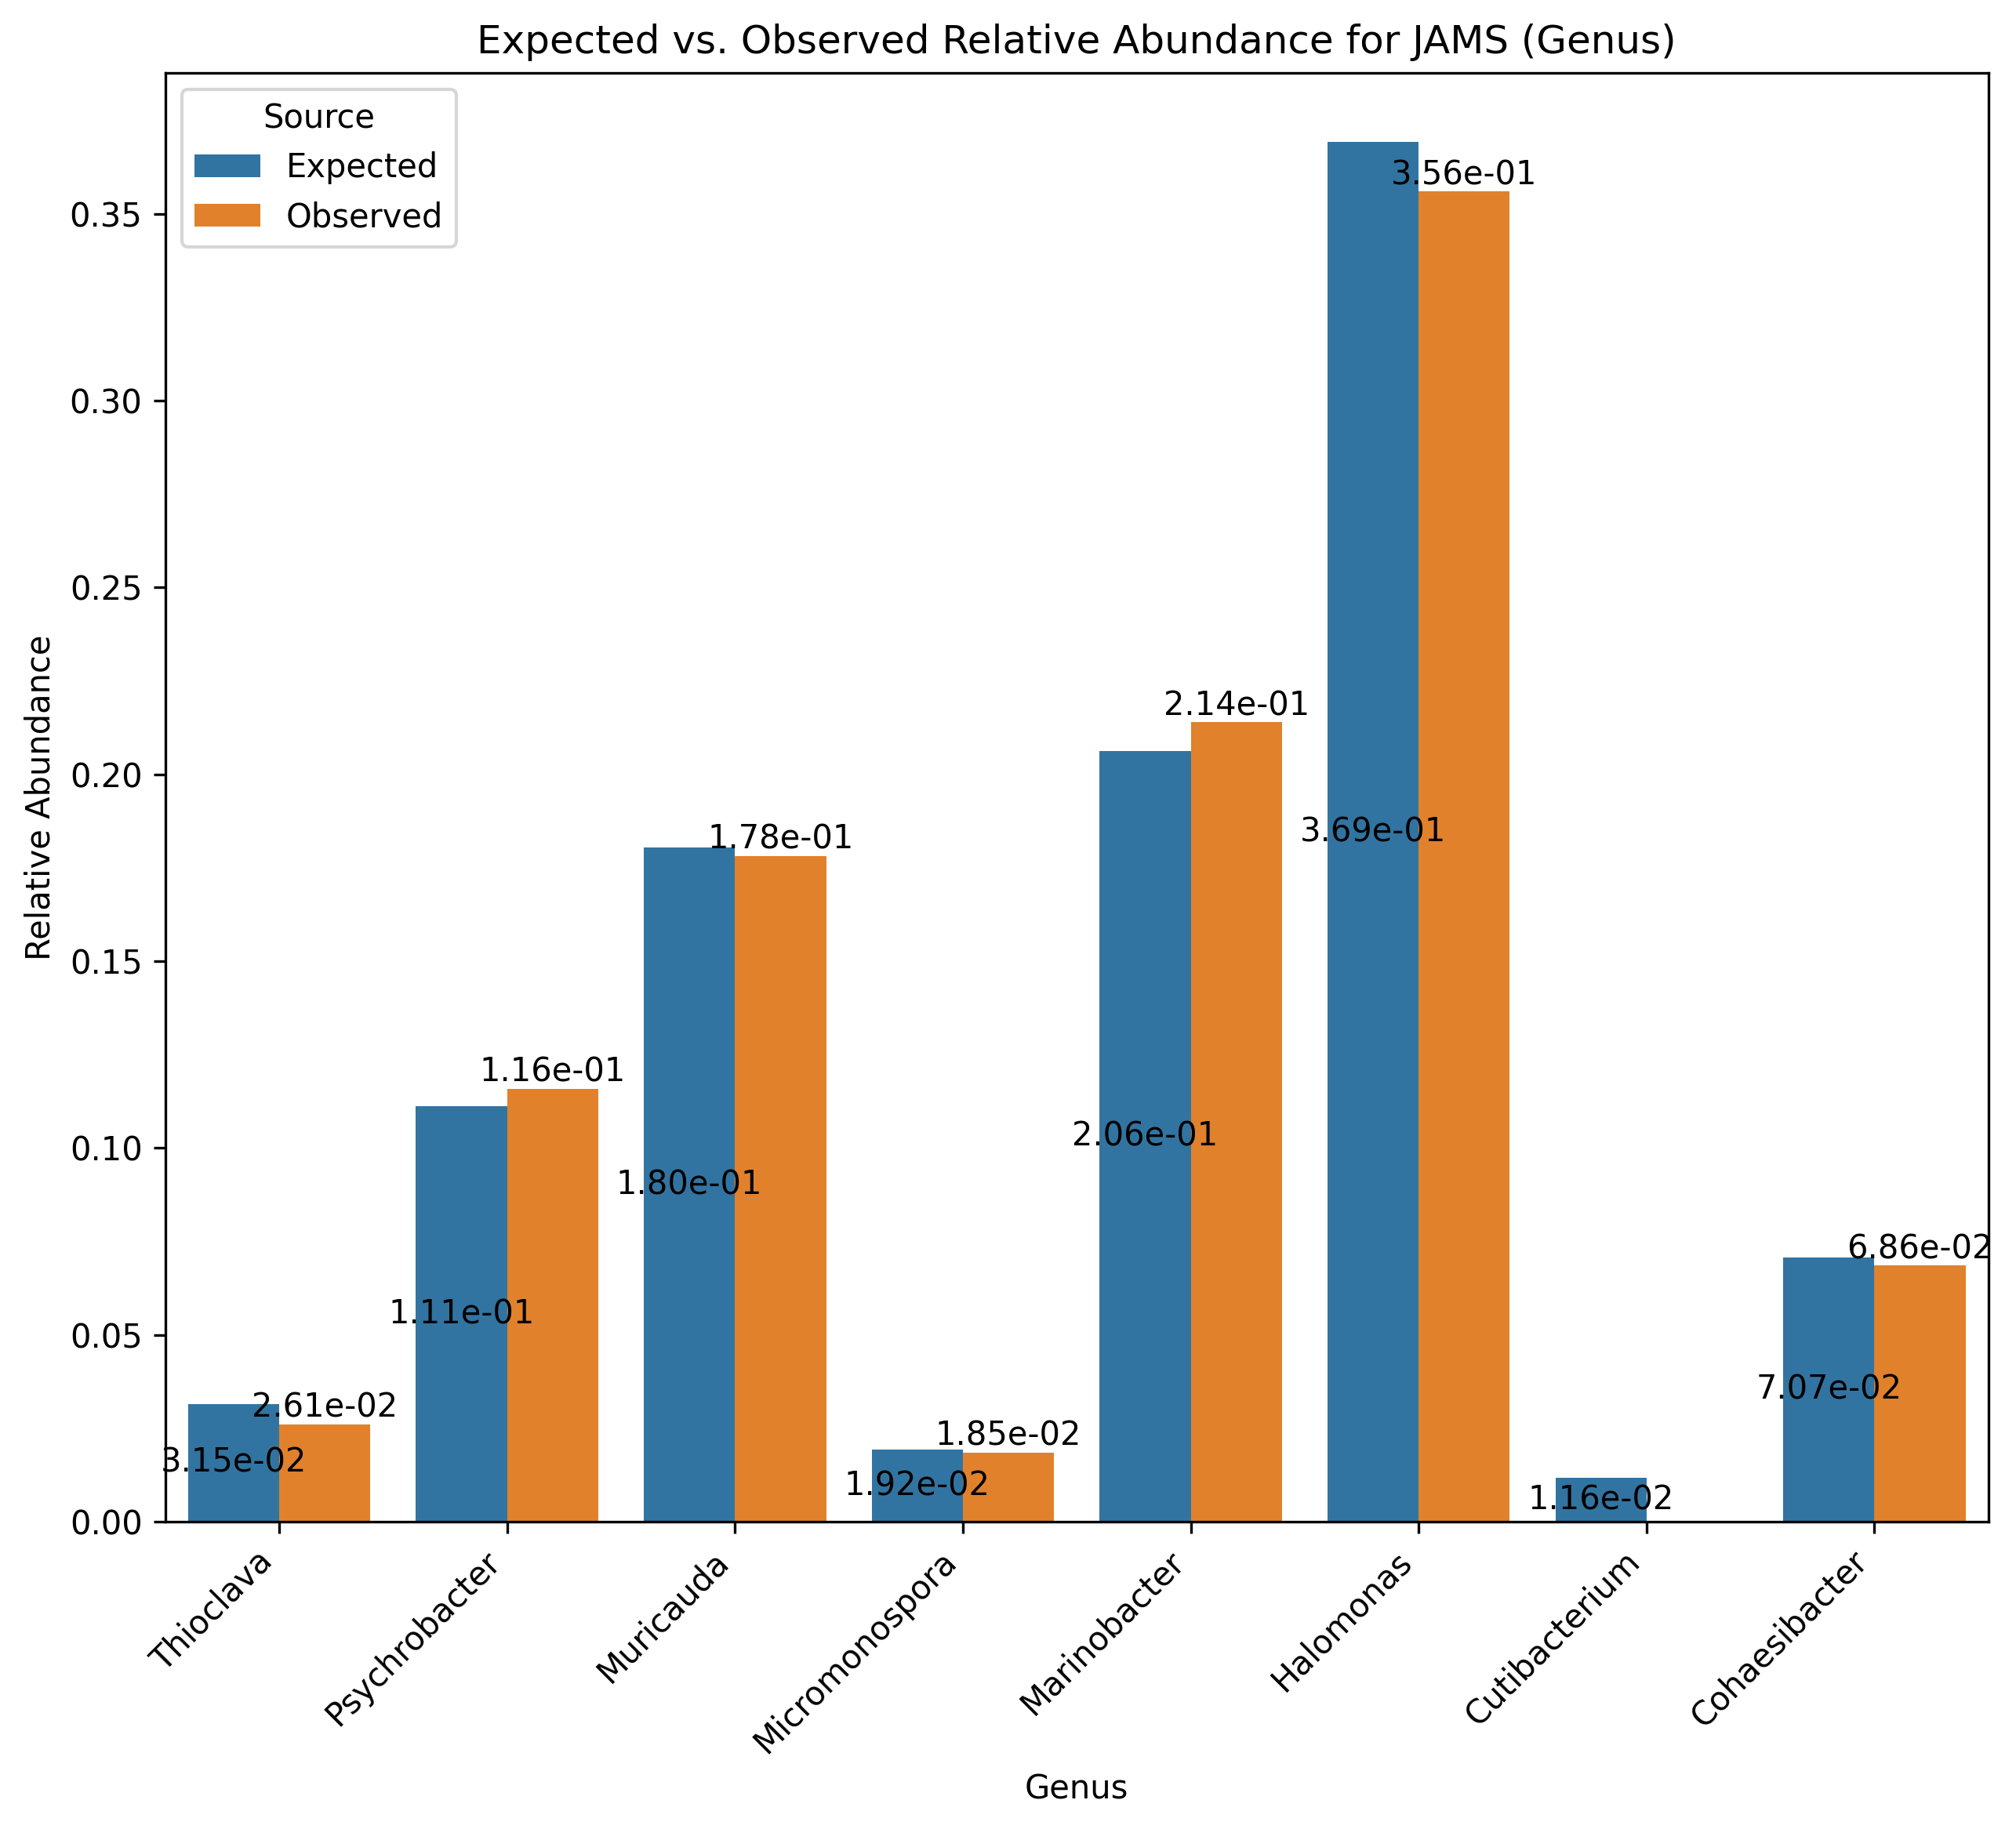 Expected vs. Observed Relative Abundance for JAMS (Genus)
Source
Expected
Observed
Relative Abundance
0.35
0.30
0.25
0.20
0.15
0.10
0.05
0.00
3.15e-02
2.61e-02
1.11e-01
1.16e-01
1.80e-01
1.78e-01
1.92e-02
1.85e-02
2.06e-01
2.14e-01
3.69e-01
3.56e-01
1.16e-02
7.07e-02
6.86e-02
Thioclava
Psychrobacter
Muricauda
Micromonospora
Marinobacter
Halomonas
Cutibacterium
Cohaesibacter
Genus